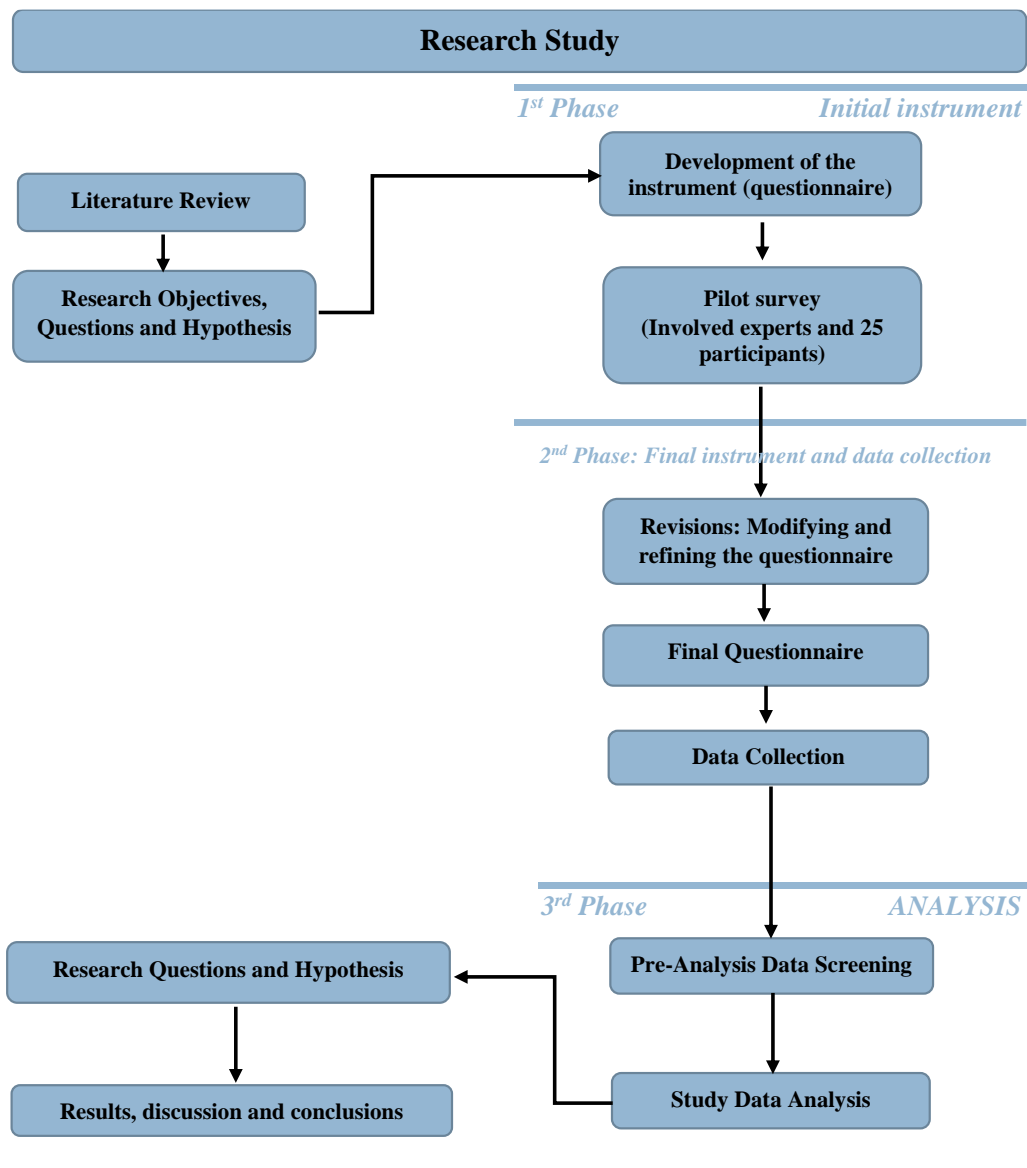 Research Study
1st Phase Initial instrument
Literature Review
Research Objectives,
Questions and Hypothesis
Development of the
instrument (questionnaire)
Pilot survey
(Involved experts and 25
participants)
2nd Phase: Final instrument and data collection
Revisions: Modifying and
refining the questionnaire
Final Questionnaire
Data Collection
3rd Phase ANALYSIS
Pre-Analysis Data Screening
Study Data Analysis
Research Questions and Hypothesis
Results, discussion and conclusions